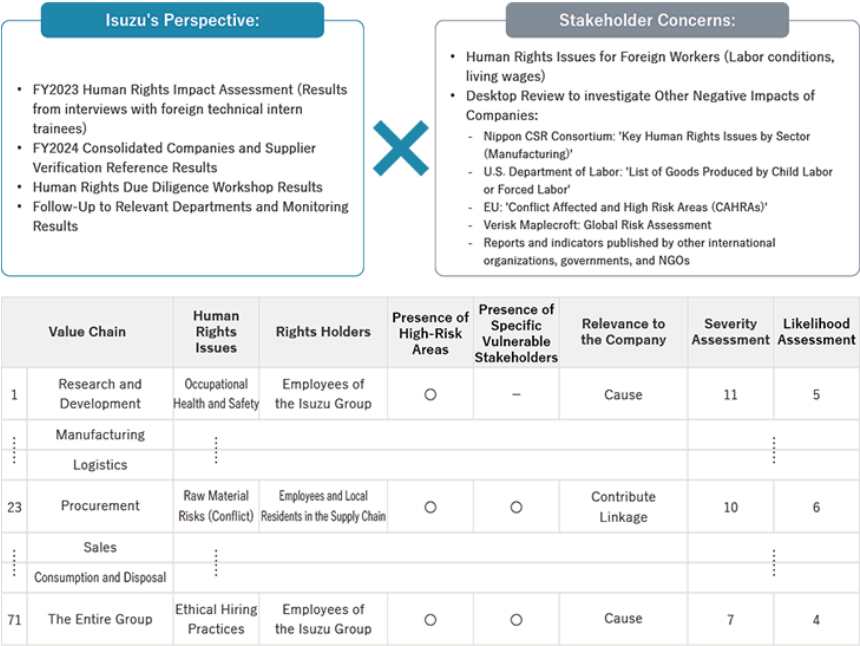 Isuzu's Perspective:
• FY2023 Human Rights Impact Assessment (Results
from interviews with foreign technical intern
trainees)
• FY2024 Consolidated Companies and Supplier
Verification Reference Results
• Human Rights Due Diligence Workshop Results
• Follow-Up to Relevant Departments and Monitoring
Results
Stakeholder Concerns:
• Human Rights Issues for Foreign Workers (Labor conditions,
living wages)
• Desktop Review to investigate Other Negative Impacts of
Companies:
- Nippon CSR Consortium: 'Key Human Rights Issues by Sector
(Manufacturing)'
- U.S. Department of Labor: 'List of Goods Produced by Child Labor
or Forced Labor'
- EU: 'Conflict Affected and High Risk Areas (CAHRAs)'
- Verisk Maplecroft: Global Risk Assessment
- Reports and indicators published by other international
organizations, governments, and NGOs
Value Chain
Human
Rights
Issues
Rights Holders
Presence of
High-Risk
Areas
Presence of
Specific
Vulnerable
Stakeholders
Relevance to
the Company
Severity
Assessment
Likelihood
Assessment
1
Research and
Development
Occupational
Health and Safety
Employees of
the Isuzu Group
○
–
Cause
11
5
Manufacturing
Logistics
23
Procurement
Raw Material
Risks (Conflict)
Employees and Local
Residents in the Supply Chain
○
○
Contribute
Linkage
10
6
Sales
Consumption and Disposal
71
The Entire Group
Ethical Hiring
Practices
Employees of
the Isuzu Group
○
○
Cause
7
4